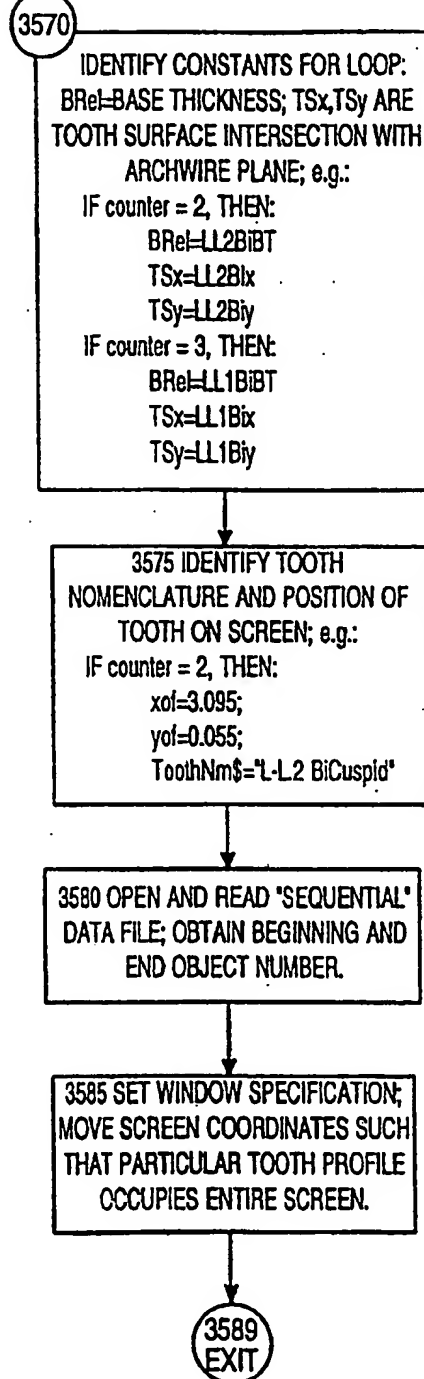 3570
IDENTIFY CONSTANTS FOR LOOP:
BRel=BASE THICKNESS; TSx,TSy ARE
TOOTH SURFACE INTERSECTION WITH
ARCHWIRE PLANE; e.g.:
IF counter = 2, THEN:
BRel=LL2BiBT
TSx=LL2BIx
TSy=LL2Biy
IF counter = 3, THEN:
BRel=LL1BiBT
TSx=LL1Bix
TSy=LL1Biy
3575 IDENTIFY TOOTH
NOMENCLATURE AND POSITION OF
TOOTH ON SCREEN; e.g.:
IF counter = 2, THEN:
xof=3.095;
yof=0.055;
ToothNm$="L-L.2 BiCuspid"
3580 OPEN AND READ "SEQUENTIAL"
DATA FILE; OBTAIN BEGINNING AND
END OBJECT NUMBER.
3585 SET WINDOW SPECIFICATION;
MOVE SCREEN COORDINATES SUCH
THAT PARTICULAR TOOTH PROFILE
OCCUPIES ENTIRE SCREEN.
3589
EXIT